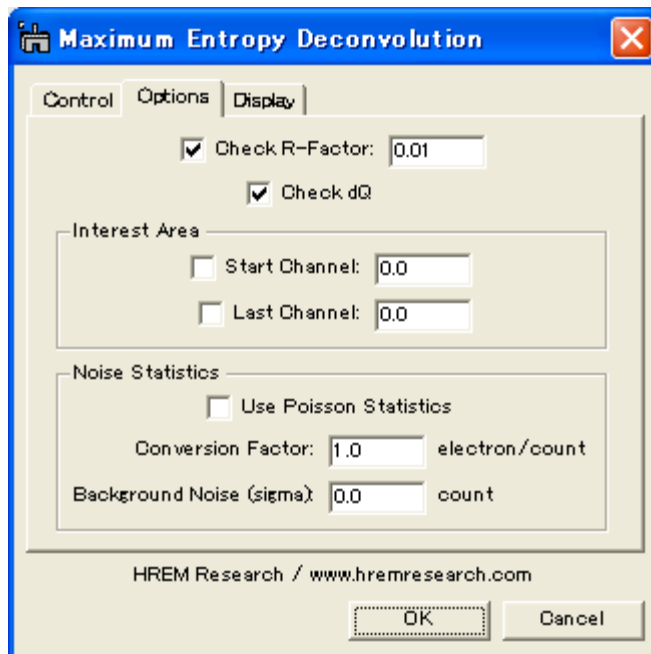 Maximum Entropy Deconvolution
Control Options Display
Check R-Factor: 0.01
Check dQ
Interest Area
Start Channel: 0.0
Last Channel: 0.0
Noise Statistics
Use Poisson Statistics
Conversion Factor: 1.0 electron/count
Background Noise (sigma): 0.0 count
HREM Research / www.hremresearch.com
OK Cancel